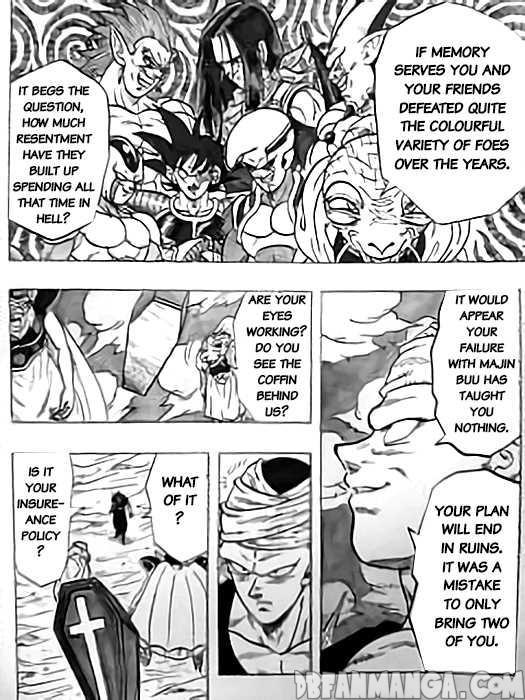 IF MEMORY
SERVES YOU AND
YOUR FRIENDS
DEFEATED QUITE
THE COLOURFUL
VARIETY OF FOES
OVER THE YEARS.
IT BEGS THE
QUESTION,
HOW MUCH
RESENTMENT
HAVE THEY
BUILT UP
SPENDING ALL
THAT TIME IN
HELL?
IT WOULD
APPEAR
YOUR
FAILURE
WITH MAJIN
BUU HAS
TAUGHT
YOU
NOTHING.
YOUR PLAN
WILL END
IN RUINS.
IT WAS A
MISTAKE
TO ONLY
BRING TWO
OF YOU.
ARE YOUR
EYES
WORKING?
DO YOU
SEE THE
COFFIN
BEHIND
US?
WHAT
OF IT
?
IS IT
YOUR
INSURE-
ANCE
POLICY
?
DBFANMANGA.COM